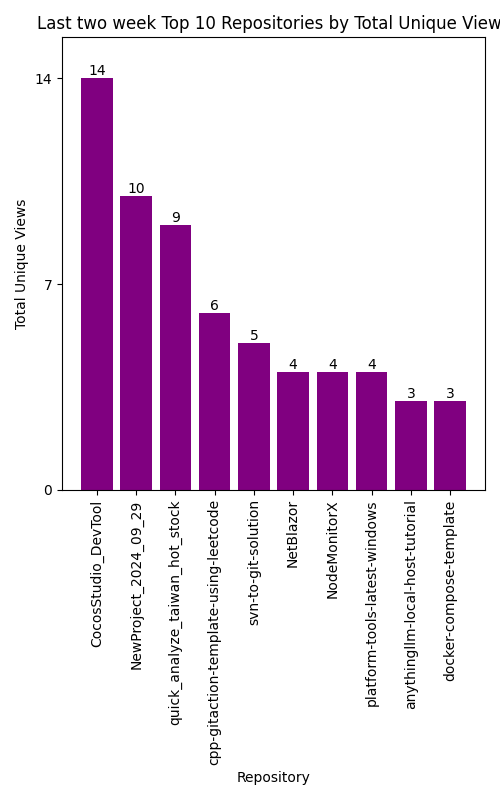 Last two week Top 10 Repositories by Total Unique View
14
10
9
6
5
4
4
4
3
3
14
7
0
Total Unique Views
CocosStudio_DevTool
NewProject_2024_09_29
quick_analyze_taiwan_hot_stock
cpp-gitaction-template-using-leetcode
svn-to-git-solution
NetBlazor
NodeMonitorX
platform-tools-latest-windows
anythingllm-local-host-tutorial
docker-compose-template
Repository